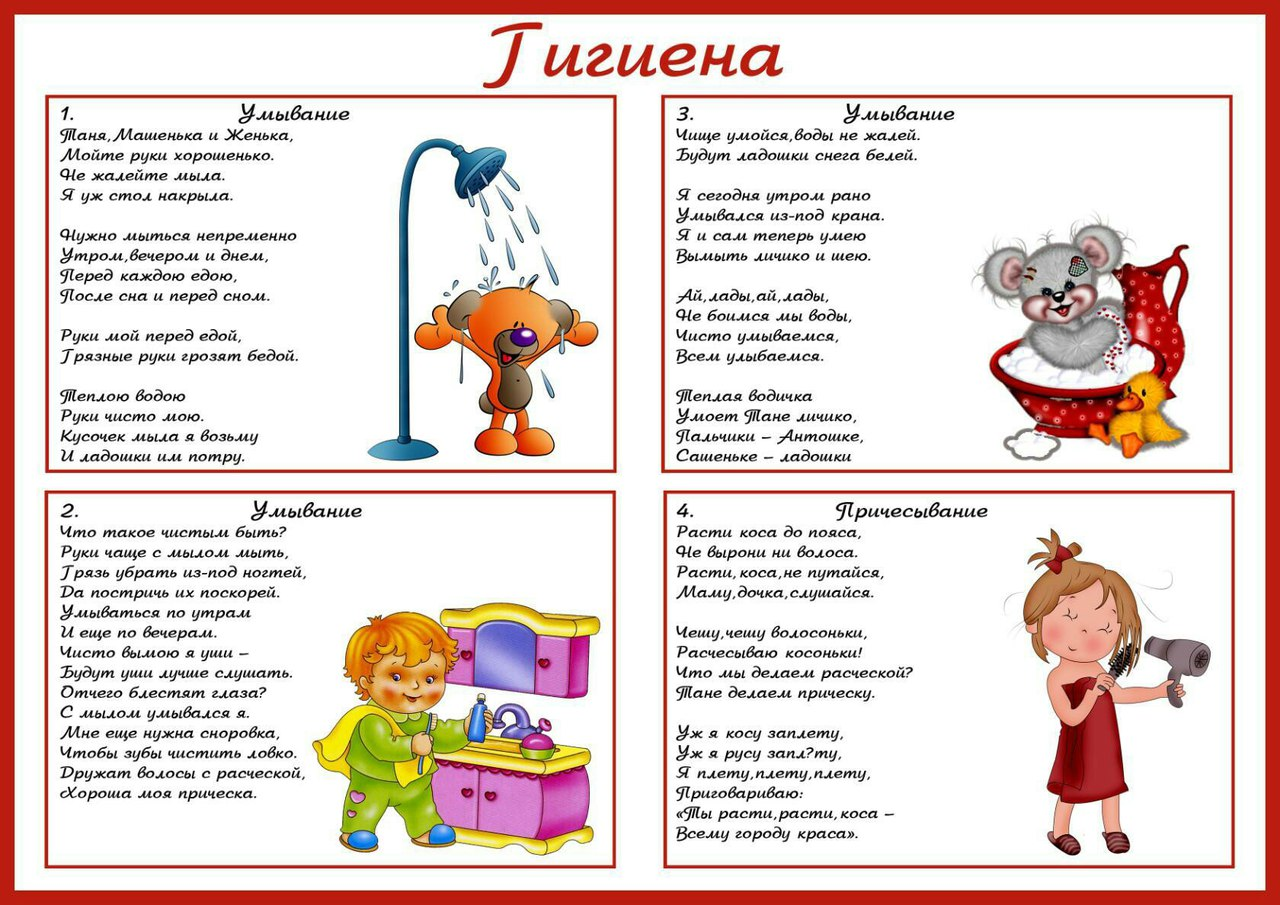 Гигиена
1. Умывание
Таня,Машенька и Женька,
Мойте руки хорошенько.
Не жалейте мыла.
Я уж стол накрыла.
Нужно мыться непременно
Утром,вечером и днем,
Перед каждою едою,
После сна и перед сном.
Руки мой перед едой,
Грязные руки грозят бедой.
Теплою водою
Руки чисто мою.
Кусочек мыла я возьму
И ладошки им потру.
2. Умывание
Что такое чистым быть?
Руки чаще с мылом мыть,
Грязь убрать из-под ногтей,
Да постричь их поскорей.
Умываться по утрам
И еще по вечерам.
Чисто вымою я уши –
Будут уши лучше слушать.
Отчего блестят глаза?
С мылом умывался я.
Мне еще нужна сноровка,
Чтобы зубы чистить ловко.
Дружат волосы с расческой,
Хороша моя прическа.
3. Умывание
Чище умойся,воды не жалей.
Будут ладошки снега белей.
Я сегодня утром рано
Умывался из-под крана.
Я и сам теперь умею
Вымыть личико и шею.
Ай,лады,ай,лады,
Не боимся мы воды,
Чисто умываемся,
Всем улыбаемся.
Теплая водичка
Умоет Тане личико,
Пальчики – Антошке,
Сашеньке – ладошки
4. Причесывание
Расти коса до пояса,
Не вырони ни волоса.
Расти,коса,не путайся,
Маму,дочка,слушайся.
Чешу,чешу волосоньки,
Расчесываю косоньки!
Что мы делаем расческой?
Тане делаем прическу.
Уж я косу заплету,
Уж я русу запл?ту,
Я плету,плету,плету,
Приговариваю:
«Ты расти,расти,коса –
Всему городу краса».